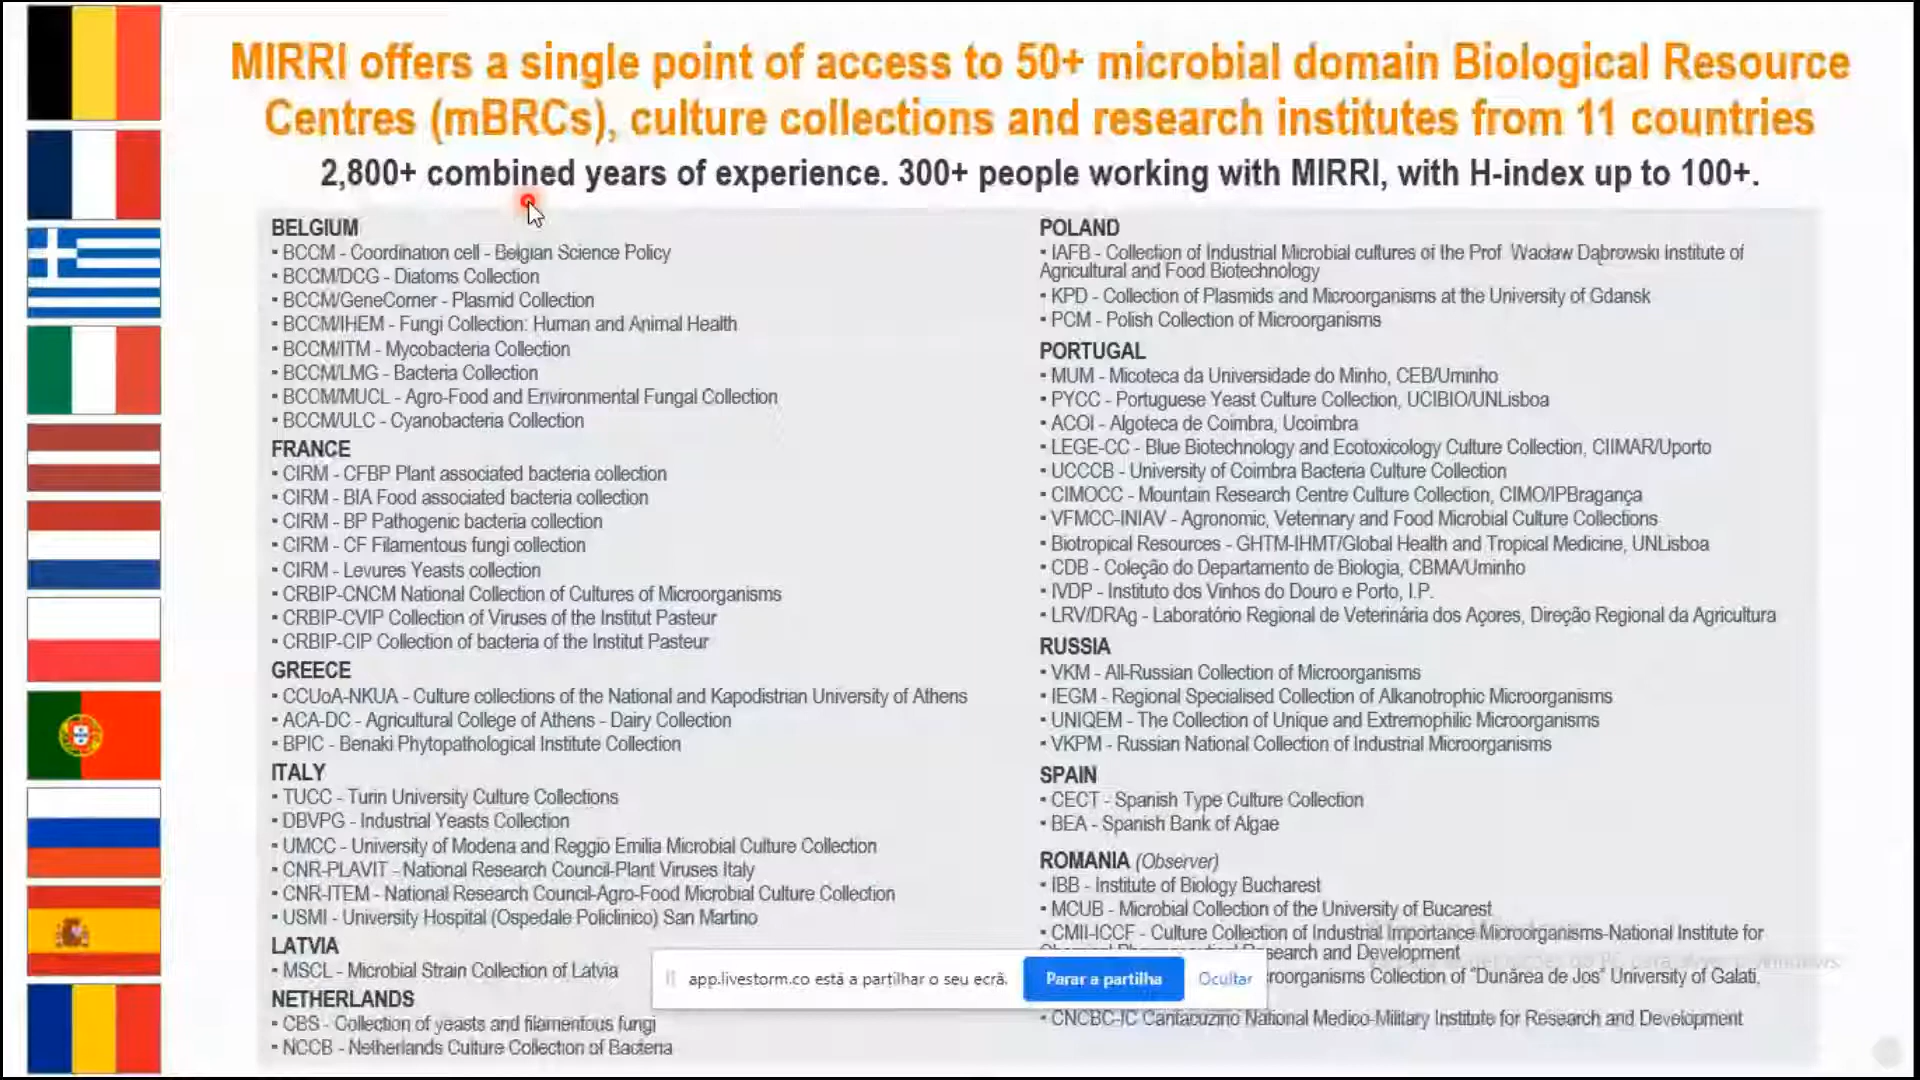 MIRRI offers a single point of access to 50+ microbial domain Biological Resource
Centres (mBRCs), culture collections and research institutes from 11 countries
2,800+ combined years of experience. 300+ people working with MIRRI, with H-index up to 100+.
BELGIUM
▪ BCCM - Coordination cell - Belgian Science Policy
▪ BCCM/DCG - Diatoms Collection
▪ BCCM/GeneCorner - Plasmid Collection
▪ BCCM/IHEM - Fungi Collection: Human and Animal Health
▪ BCCM/ITM - Mycobacteria Collection
▪ BCCM/LMG - Bacteria Collection
▪ BCCM/MUCL - Agro-Food and Environmental Fungal Collection
▪ BCCM/ULC - Cyanobacteria Collection
FRANCE
▪ CIRM - CFBP Plant associated bacteria collection
▪ CIRM - BIA Food associated bacteria collection
▪ CIRM - BP Pathogenic bacteria collection
▪ CIRM - CF Filamentous fungi collection
▪ CIRM - Levures Yeasts collection
▪ CRBIP-CNCM National Collection of Cultures of Microorganisms
▪ CRBIP-CVIP Collection of Viruses of the Institut Pasteur
▪ CRBIP-CIP Collection of bacteria of the Institut Pasteur
GREECE
▪ CCUoA-NKUA - Culture collections of the National and Kapodistrian University of Athens
▪ ACA-DC - Agricultural College of Athens - Dairy Collection
▪ BPIC - Benaki Phytopathological Institute Collection
ITALY
▪ TUCC - Turin University Culture Collections
▪ DBVPG - Industrial Yeasts Collection
▪ UMCC - University of Modena and Reggio Emilia Microbial Culture Collection
▪ CNR-PLAVIT - National Research Council-Plant Viruses Italy
▪ CNR-ITEM - National Research Council-Agro-Food Microbial Culture Collection
▪ USMI - University Hospital (Ospedale Policlinico) San Martino
LATVIA
▪ MSCL - Microbial Strain Collection of Latvia
NETHERLANDS
▪ CBS - Collection of yeasts and filamentous fungi
▪ NCCB - Netherlands Culture Collection of Bacteria
POLAND
▪ IAFB - Collection of Industrial Microbial cultures of the Prof Wacław Dąbrowski Institute of
Agricultural and Food Biotechnology
▪ KPD - Collection of Plasmids and Microorganisms at the University of Gdansk
▪ PCM - Polish Collection of Microorganisms
PORTUGAL
▪ MUM - Micoteca da Universidade do Minho, CEB/Uminho
▪ PYCC - Portuguese Yeast Culture Collection, UCIBIO/UNLisboa
▪ ACOI - Algoteca de Coimbra, Ucoimbra
▪ LEGE-CC - Blue Biotechnology and Ecotoxicology Culture Collection, CIIMAR/Uporto
▪ UCCCB - University of Coimbra Bacteria Culture Collection
▪ CIMOCC - Mountain Research Centre Culture Collection, CIMO/IPBragança
▪ VFMCC-INIAV - Agronomic, Veterinary and Food Microbial Culture Collections
▪ Biotropical Resources - GHTM-IHMT/Global Health and Tropical Medicine, UNLisboa
▪ CDB - Coleção do Departamento de Biologia, CBMA/Uminho
▪ IVDP - Instituto dos Vinhos do Douro e Porto, I.P.
▪ LRV/DRAg - Laboratório Regional de Veterinária dos Açores, Direção Regional da Agricultura
RUSSIA
▪ VKM - All-Russian Collection of Microorganisms
▪ IEGM - Regional Specialised Collection of Alkanotrophic Microorganisms
▪ UNIQEM - The Collection of Unique and Extremophilic Microorganisms
▪ VKPM - Russian National Collection of Industrial Microorganisms
SPAIN
▪ CECT - Spanish Type Culture Collection
▪ BEA - Spanish Bank of Algae
ROMANIA (Observer)
▪ IBB - Institute of Biology Bucharest
▪ MCUB - Microbial Collection of the University of Bucarest
▪ CMII-ICCF - Culture Collection of Industrial Importance Microorganisms-National Institute for
Research and Development
Collection of "Dunărea de Jos" University of Galati,
▪ CNCBC-IC Cantacuzino National Medico-Military Institute for Research and Development
app.livestorm.co está a partilhar o seu ecrã.
Parar a partilha
Ocultar